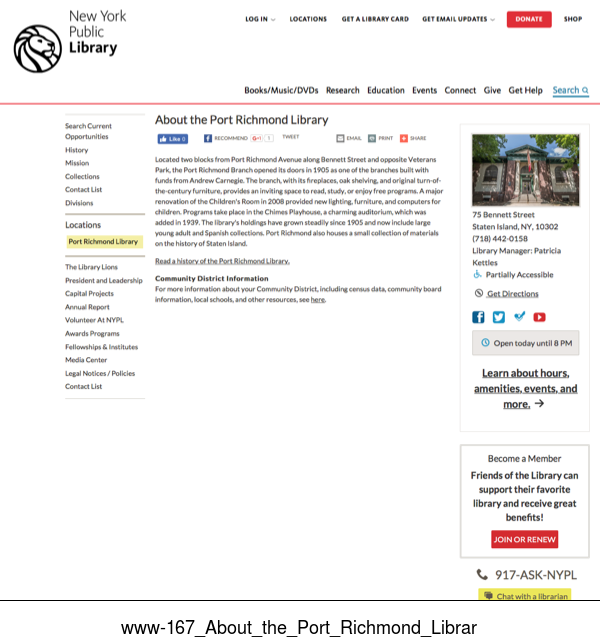 New York
Public
Library
LOG IN
LOCATIONS
GET A LIBRARY CARD
GET EMAIL UPDATES
DONATE
SHOP
Books/Music/DVDs Research Education Events Connect Give Get Help Search
Search Current
Opportunities
History
Mission
Collections
Contact List
Divisions
Locations
Port Richmond Library
The Library Lions
President and Leadership
Capital Projects
Annual Report
Volunteer At NYPL
Awards Programs
Fellowships & Institutes
Media Center
Legal Notices / Policies
Contact List
About the Port Richmond Library
Like 0
RECOMMEND
G+1
1
TWEET
EMAIL
PRINT
SHARE
Located two blocks from Port Richmond Avenue along Bennett Street and opposite Veterans
Park, the Port Richmond Branch opened its doors in 1905 as one of the branches built with
funds from Andrew Carnegie. The branch, with its fireplaces, oak shelving, and original turn-of-
the-century furniture, provides an inviting space to read, study, or enjoy free programs. A major
renovation of the Children's Room in 2008 provided new lighting, furniture, and computers for
children. Programs take place in the Chimes Playhouse, a charming auditorium, which was
added in 1939. The library's holdings have grown steadily since 1905 and now include large
young adult and Spanish collections. Port Richmond also houses a small collection of materials
on the history of Staten Island.
Read a history of the Port Richmond Library.
Community District Information
For more information about your Community District, including census data, community board
information, local schools, and other resources, see here.
75 Bennett Street
Staten Island, NY, 10302
(718) 442-0158
Library Manager: Patricia
Kettles
Partially Accessible
Get Directions
Open today until 8 PM
Learn about hours,
amenities, events, and
more. →
Become a Member
Friends of the Library can
support their favorite
library and receive great
benefits!
JOIN OR RENEW
917-ASK-NYPL
Chat with a librarian
www-167_About_the_Port_Richmond_Librar